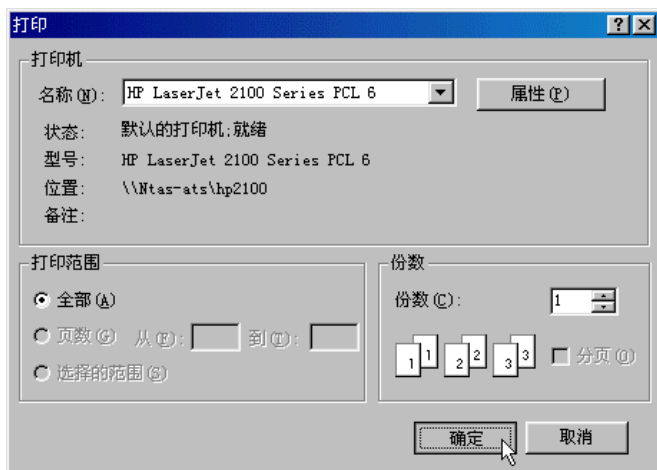 打印
打印机
名称(N): HP LaserJet 2100 Series PCL 6 属性(P)
状态: 默认的打印机;就绪
型号: HP LaserJet 2100 Series PCL 6
位置: \\Ntas-ats\hp2100
备注:
打印范围
全部(A)
页数(G) 从(F): 到(T):
选择的范围(S)
份数
份数(C): 1
1 1 2 2 3 3 分页(O)
确定 取消